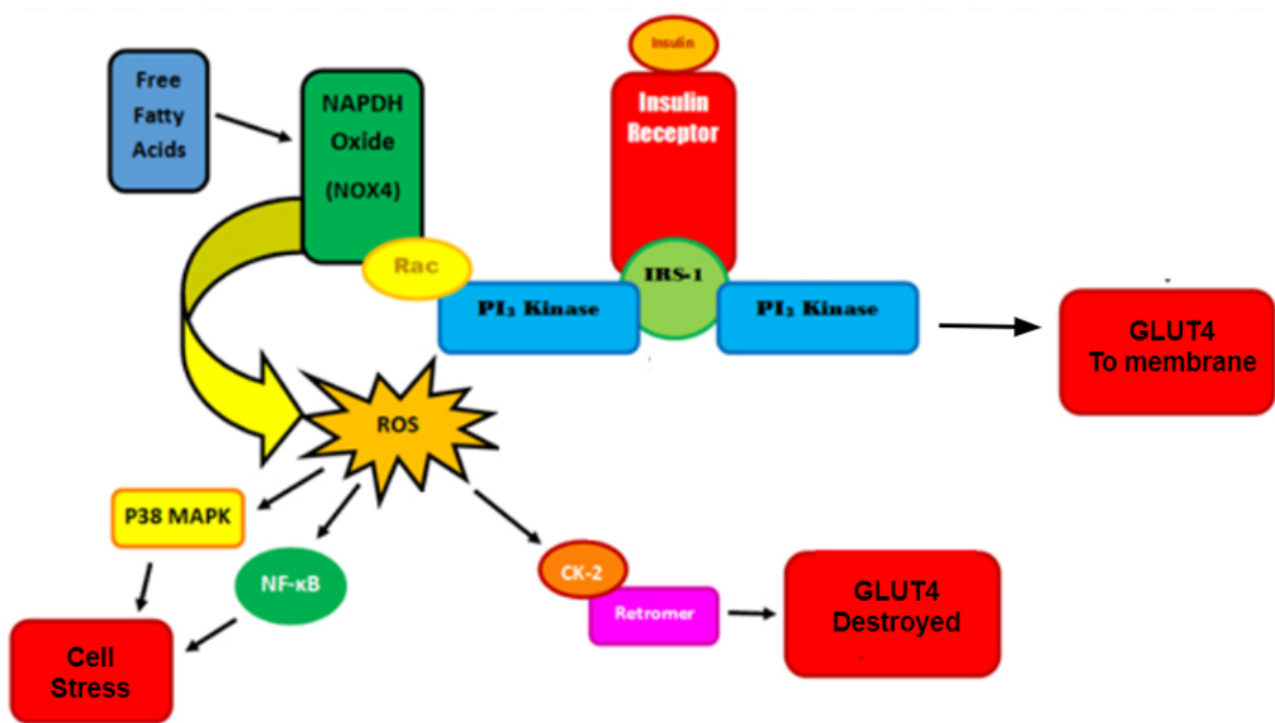 Insulin
Free
Fatty
Acids
NAPDH
Oxide
(NOX4)
Insulin
Receptor
Rac
IRS-1
PI₃ Kinase
PI₃ Kinase
GLUT4
To membrane
ROS
P38 MAPK
NF-κB
CK-2
Retromer
GLUT4
Destroyed
Cell
Stress